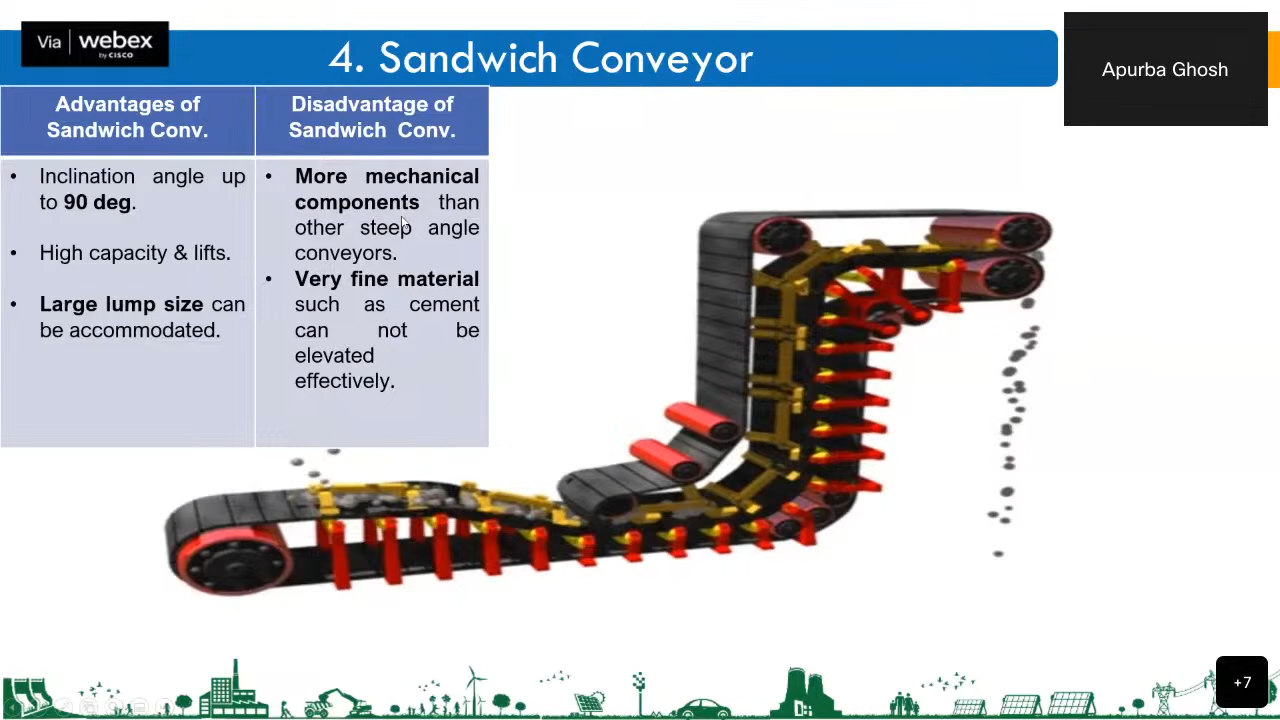 Via webex
by CISCO
4. Sandwich Conveyor
Apurba Ghosh
Advantages of
Sandwich Conv.
• Inclination angle up
to 90 deg.
• High capacity & lifts.
• Large lump size can
be accommodated.
Disadvantage of
Sandwich Conv.
• More mechanical
components than
other steep angle
conveyors.
• Very fine material
such as cement
can not be
elevated
effectively.
+7